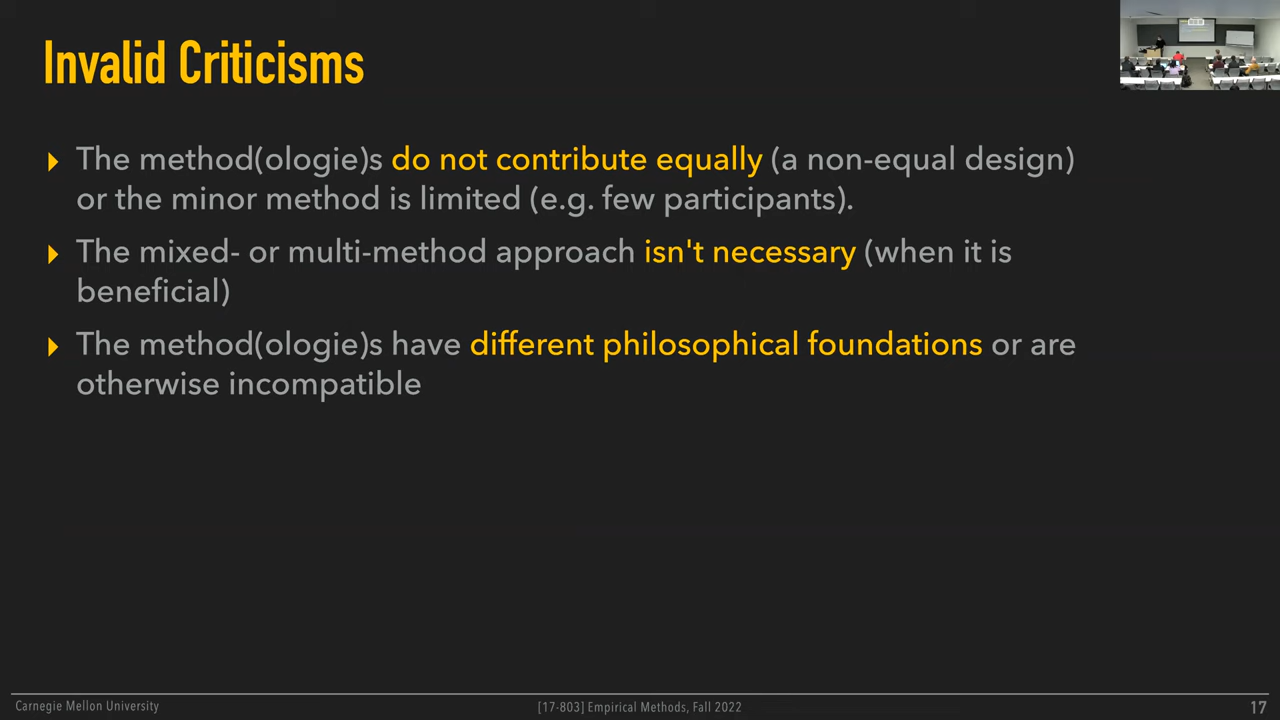 Invalid Criticisms
The method(ologie)s do not contribute equally (a non-equal design)
or the minor method is limited (e.g. few participants).
The mixed- or multi-method approach isn't necessary (when it is
beneficial)
The method(ologie)s have different philosophical foundations or are
otherwise incompatible
Carnegie Mellon University
[17-803] Empirical Methods, Fall 2022
17